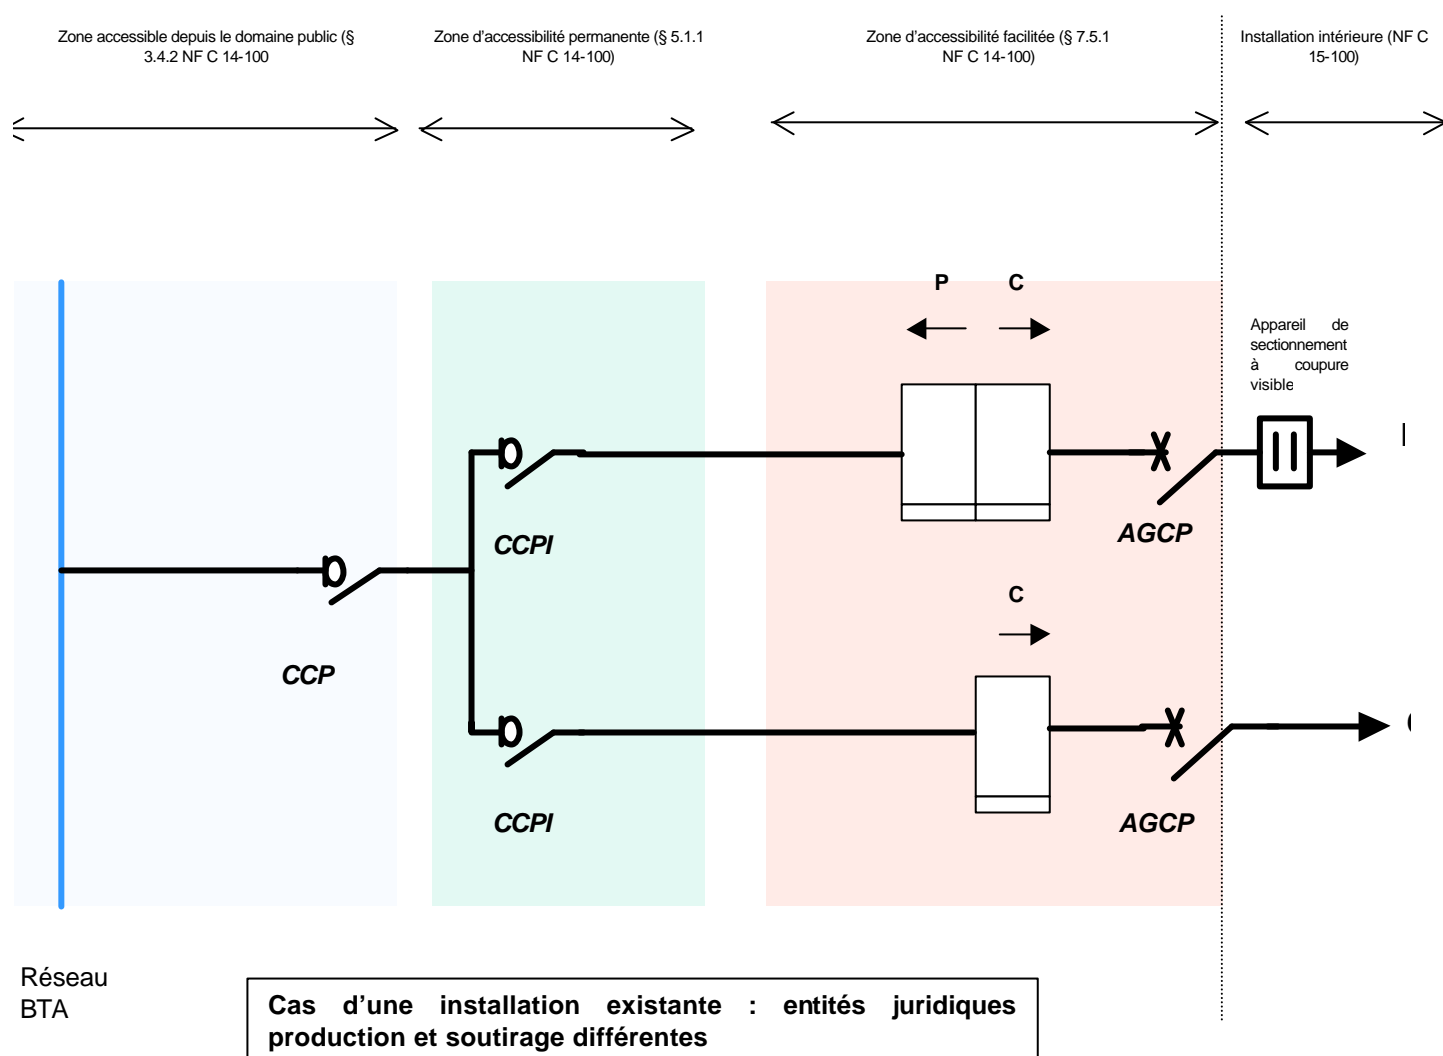 Zone accessible depuis le domaine public (§
3.4.2 NF C 14-100
Zone d'accessibilité permanente (§ 5.1.1
NF C 14-100)
Zone d'accessibilité facilitée (§ 7.5.1
NF C 14-100)
Installation intérieure (NF C
15-100)
P
C
Appareil de
sectionnement
à coupure
visible
CCPI
AGCP
C
CCP
CCPI
AGCP
Réseau
BTA
Cas d'une installation existante : entités juridiques
production et soutirage différentes